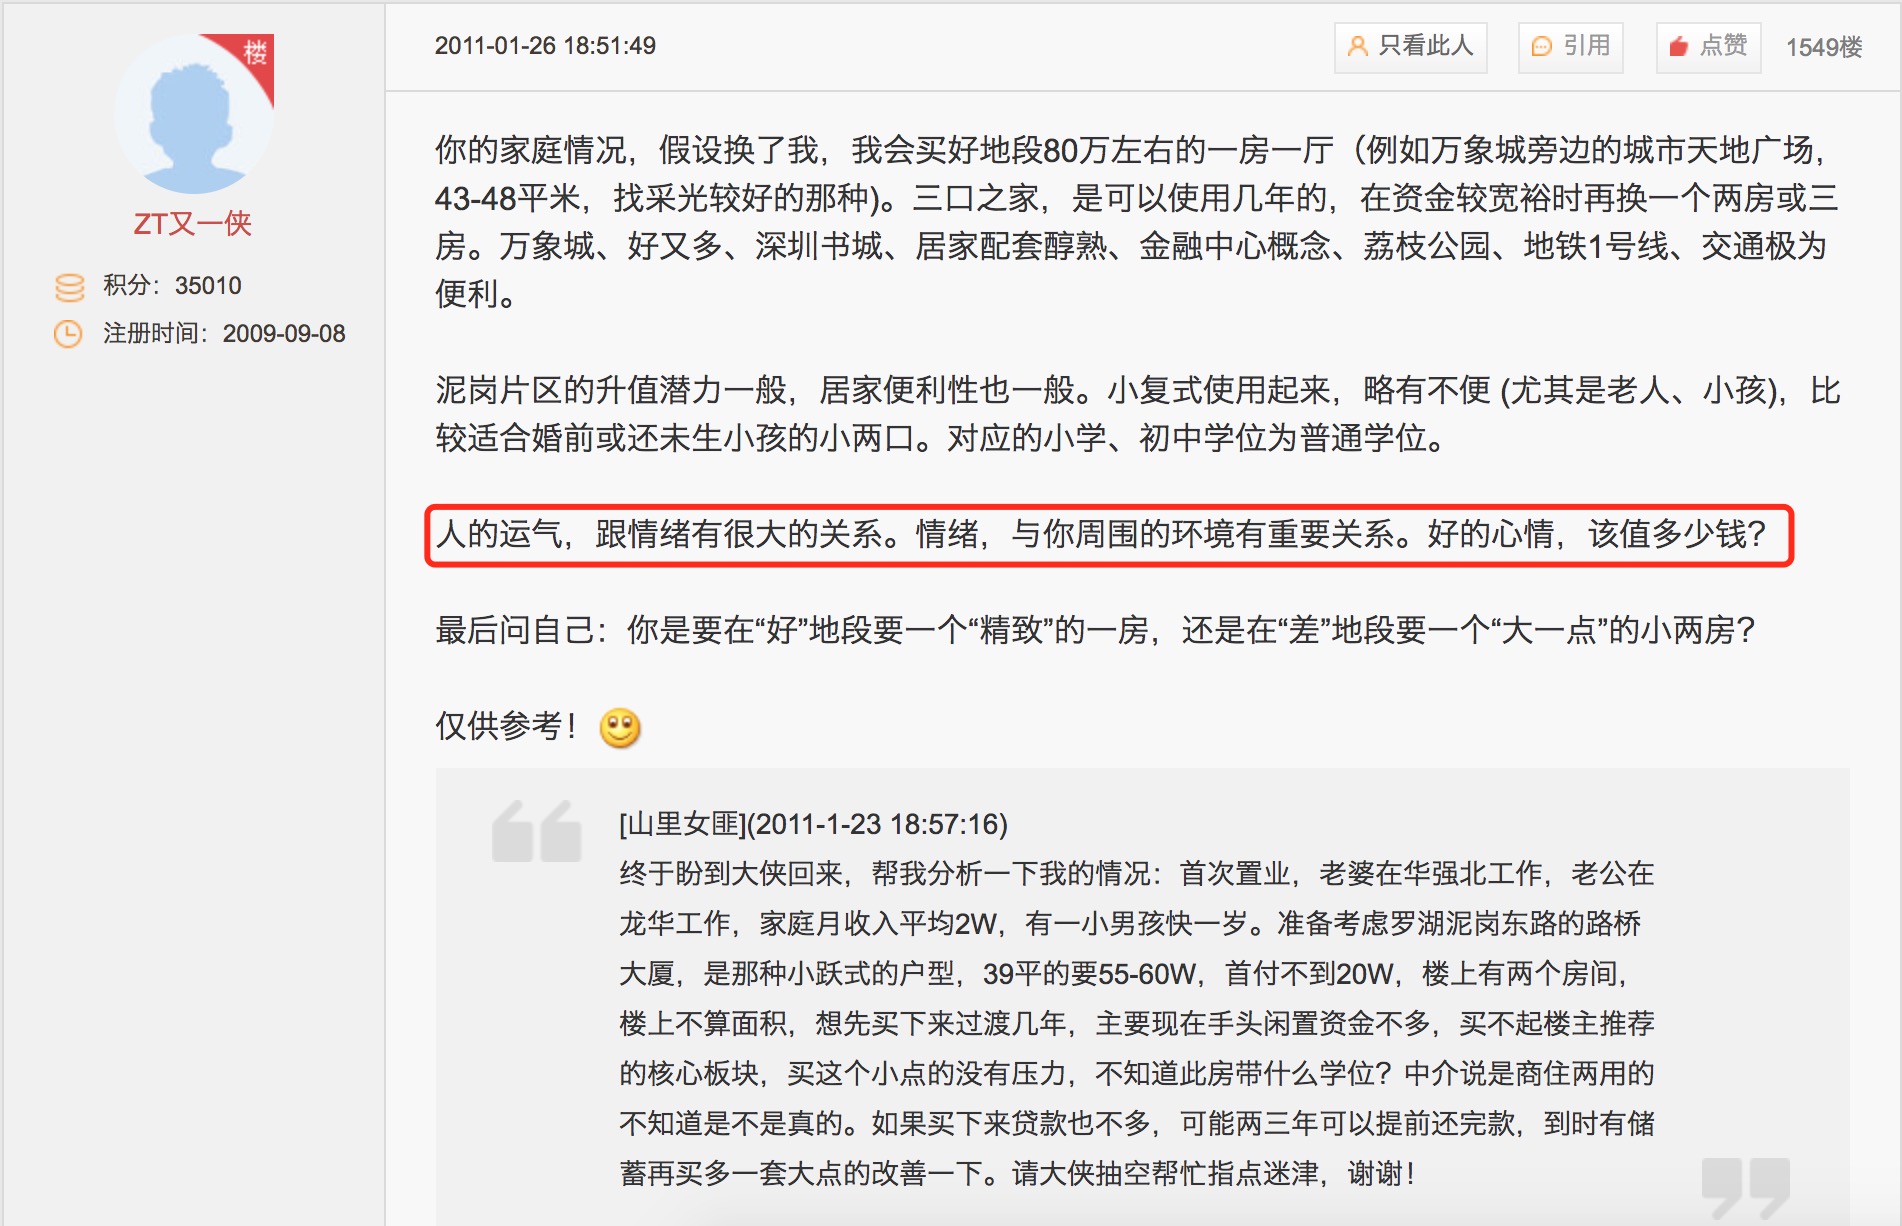 楼
ZT又一侠
积分：35010
注册时间：2009-09-08
2011-01-26 18:51:49
只看此人
引用
点赞
1549楼
你的家庭情况，假设换了我，我会买好地段80万左右的一房一厅（例如万象城旁边的城市天地广场，
43-48平米，找采光较好的那种)。三口之家，是可以使用几年的，在资金较宽裕时再换一个两房或三
房。万象城、好又多、深圳书城、居家配套醇熟、金融中心概念、荔枝公园、地铁1号线、交通极为
便利。
泥岗片区的升值潜力一般，居家便利性也一般。小复式使用起来，略有不便 (尤其是老人、小孩)，比
较适合婚前或还未生小孩的小两口。对应的小学、初中学位为普通学位。
人的运气，跟情绪有很大的关系。情绪，与你周围的环境有重要关系。好的心情，该值多少钱？
最后问自己：你是要在“好”地段要一个“精致”的一房，还是在“差”地段要一个“大一点”的小两房？
仅供参考！
[山里女匪](2011-1-23 18:57:16)
终于盼到大侠回来，帮我分析一下我的情况：首次置业，老婆在华强北工作，老公在
龙华工作，家庭月收入平均2W，有一小男孩快一岁。准备考虑罗湖泥岗东路的路桥
大厦，是那种小跃式的户型，39平的要55-60W，首付不到20W，楼上有两个房间，
楼上不算面积，想先买下来过渡几年，主要现在手头闲置资金不多，买不起楼主推荐
的核心板块，买这个小点的没有压力，不知道此房带什么学位？中介说是商住两用的
不知道是不是真的。如果买下来贷款也不多，可能两三年可以提前还完款，到时有储
蓄再买多一套大点的改善一下。请大侠抽空帮忙指点迷津，谢谢！